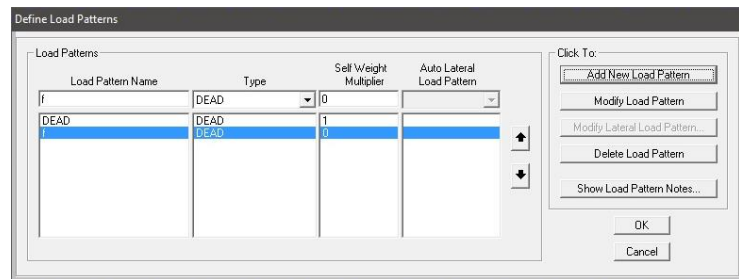 Define Load Patterns
Load Patterns
Click To:
Load Pattern Name Type Self Weight Multiplier Auto Lateral Load Pattern
f DEAD 0
DEAD DEAD 1
f DEAD 0
Add New Load Pattern
Modify Load Pattern
Modify Lateral Load Pattern...
Delete Load Pattern
Show Load Pattern Notes...
OK
Cancel